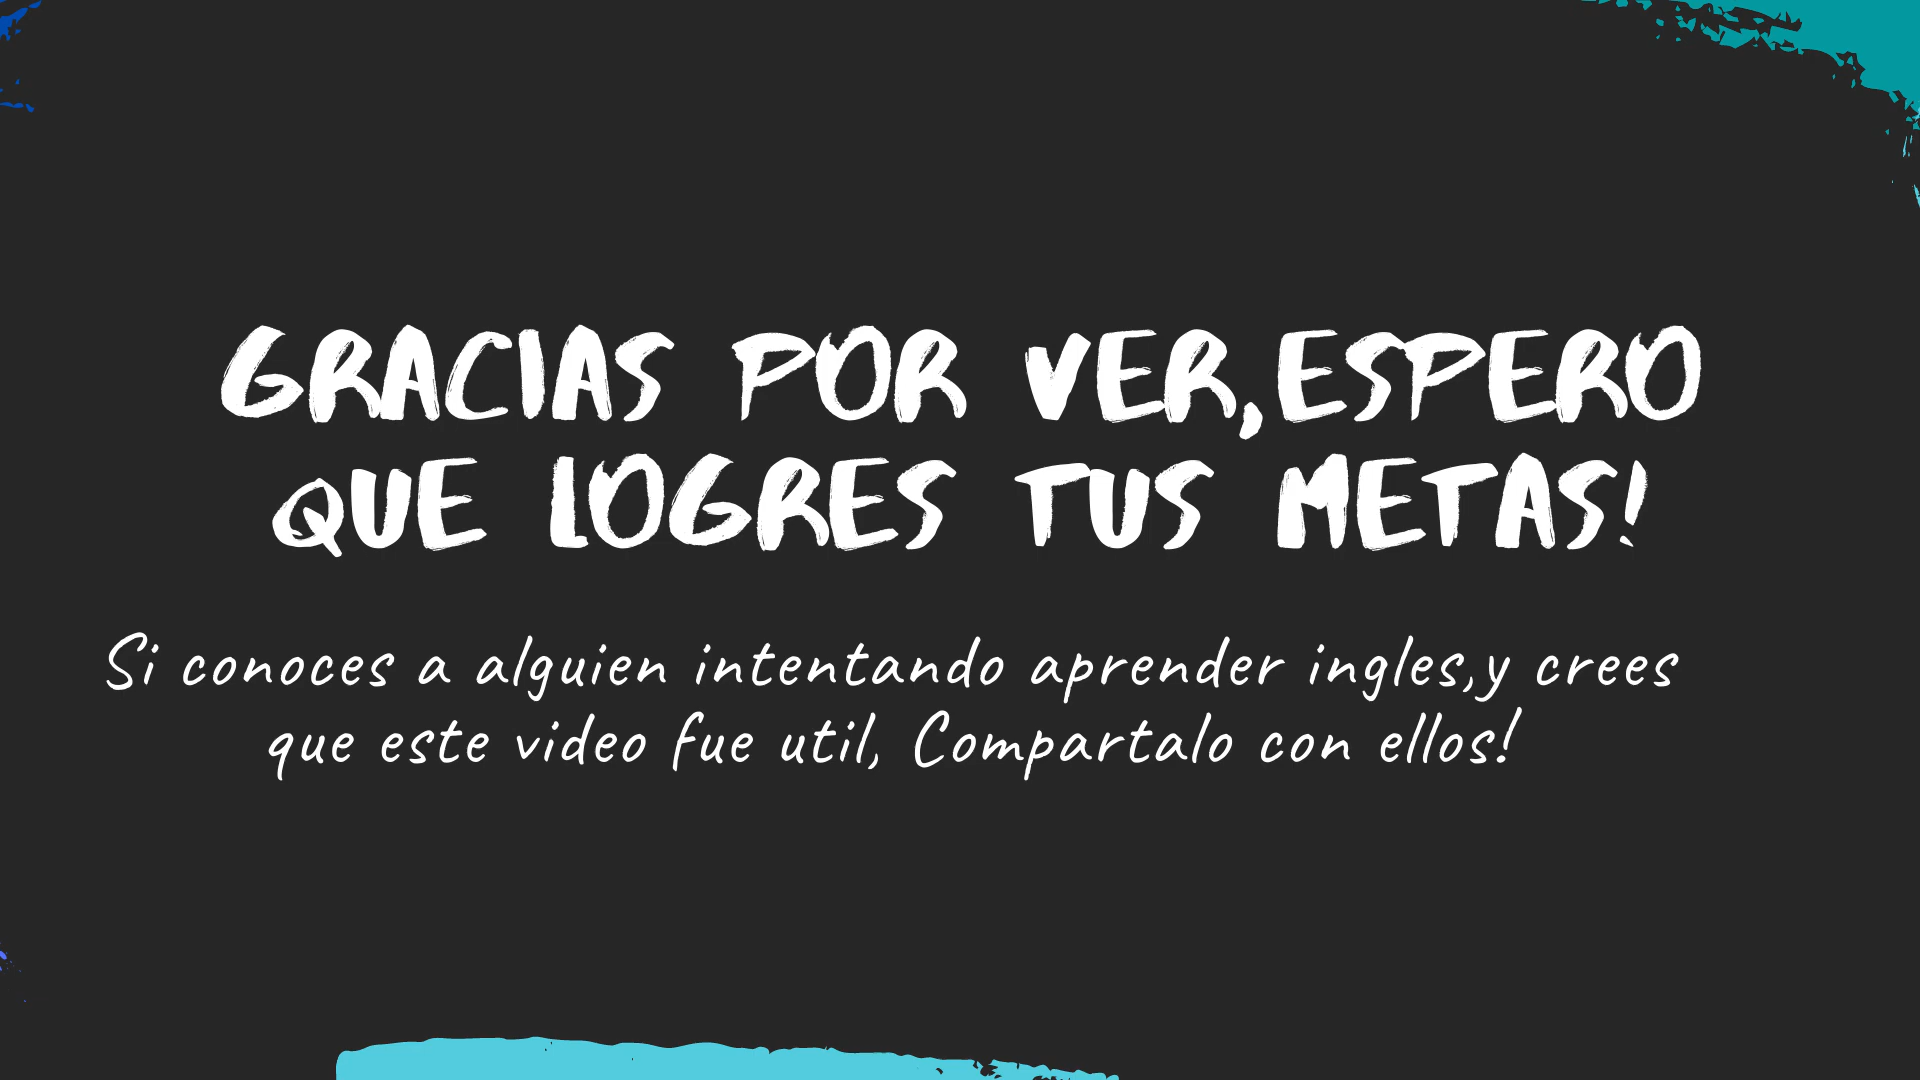 GRACIAS POR VER,ESPERO
QUE LOGRES TUS METAS!
Si conoces a alguien intentando aprender ingles,y crees
que este video fue util, Compartalo con ellos!